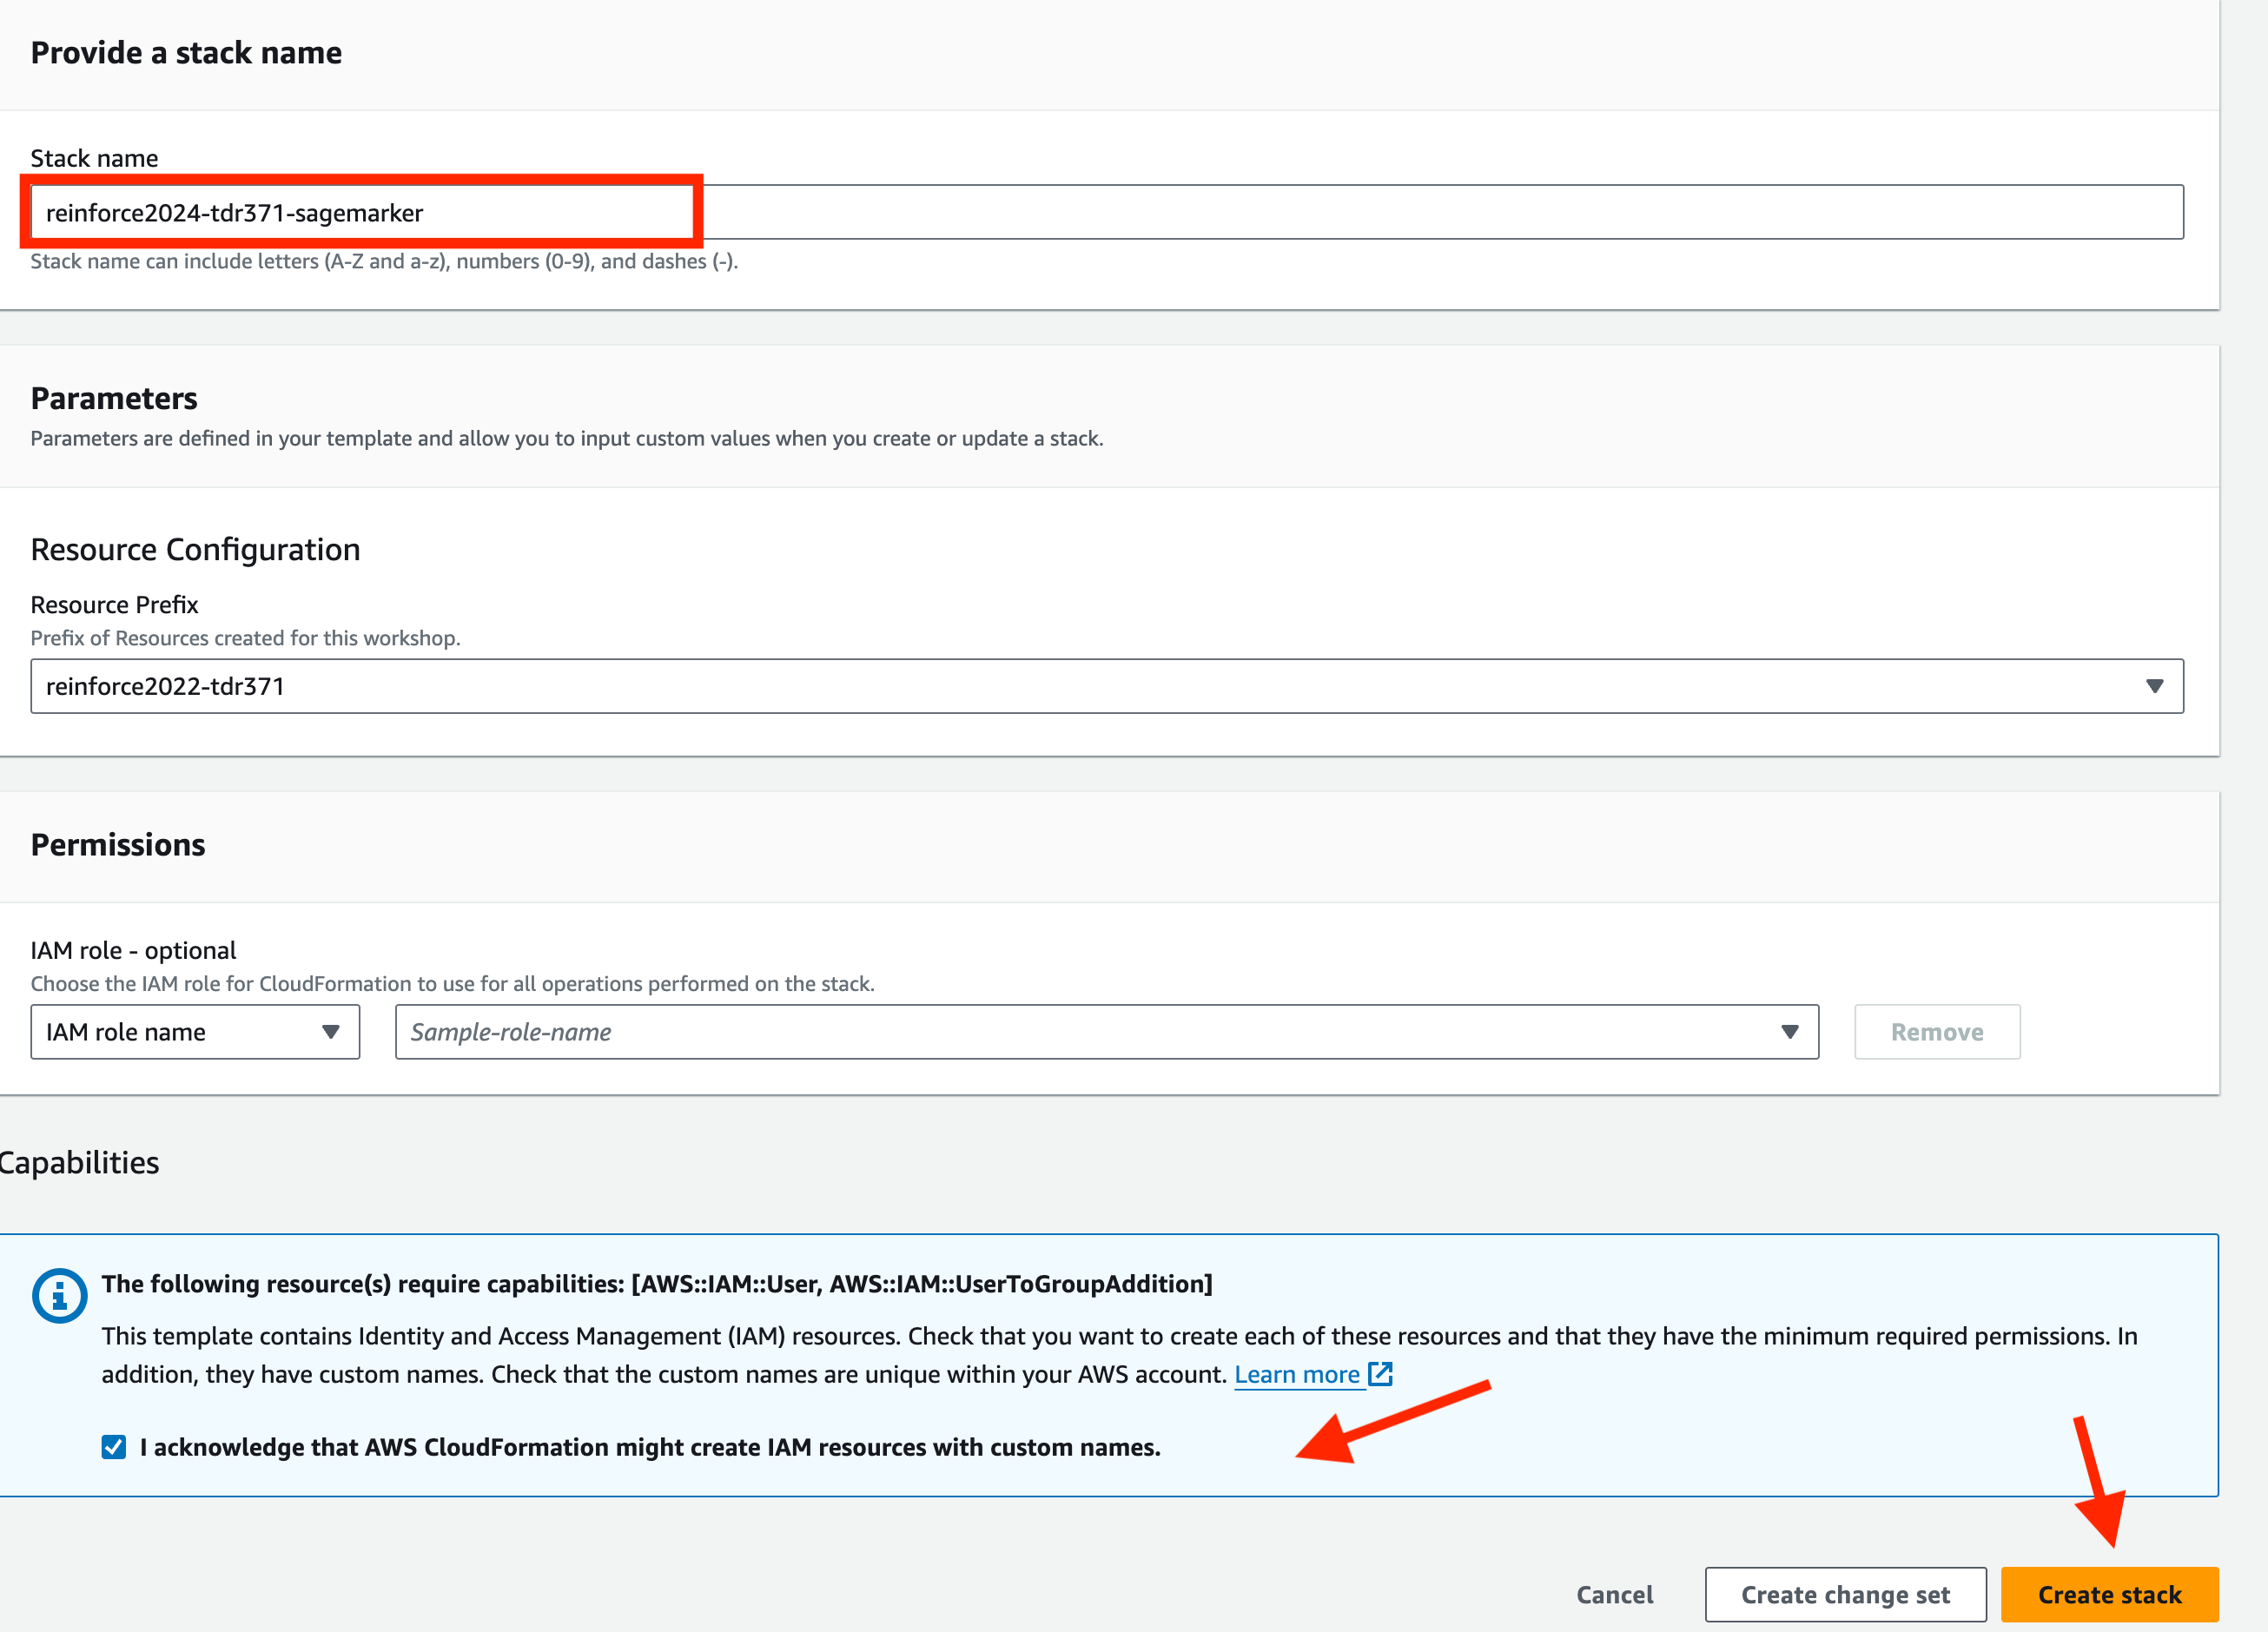 Provide a stack name
Stack name
reinforce2024-tdr371-sagemarker
Stack name can include letters (A-Z and a-z), numbers (0-9), and dashes (-).
Parameters
Parameters are defined in your template and allow you to input custom values when you create or update a stack.
Resource Configuration
Resource Prefix
Prefix of Resources created for this workshop.
reinforce2022-tdr371
Permissions
IAM role - optional
Choose the IAM role for CloudFormation to use for all operations performed on the stack.
IAM role name Sample-role-name Remove
Capabilities
The following resource(s) require capabilities: [AWS::IAM::User, AWS::IAM::UserToGroupAddition]
This template contains Identity and Access Management (IAM) resources. Check that you want to create each of these resources and that they have the minimum required permissions. In
addition, they have custom names. Check that the custom names are unique within your AWS account. Learn more
I acknowledge that AWS CloudFormation might create IAM resources with custom names.
Cancel Create change set Create stack